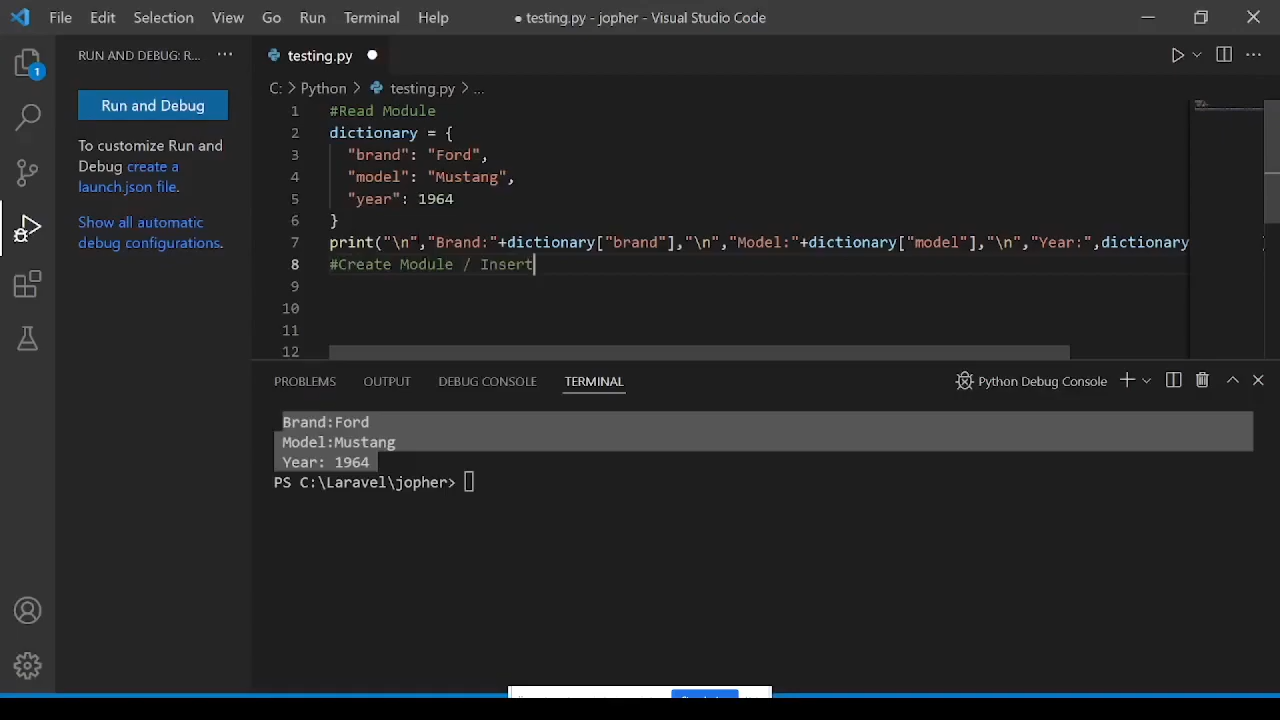 File Edit Selection View Go Run Terminal Help ● testing.py - jopher - Visual Studio Code
RUN AND DEBUG: R... ···
testing.py ●
1
Run and Debug
To customize Run and
Debug create a
launch.json file.
Show all automatic
debug configurations.
C: > Python > testing.py > ...
1 #Read Module
2 dictionary = {
3 "brand": "Ford",
4 "model": "Mustang",
5 "year": 1964
6 }
7 print("\n","Brand:"+dictionary["brand"],"\n","Model:"+dictionary["model"],"\n","Year:",dictionary
8 #Create Module / Insert
9
10
11
12
PROBLEMS OUTPUT DEBUG CONSOLE TERMINAL Python Debug Console
Brand:Ford
Model:Mustang
Year: 1964
PS C:\Laravel\jopher>